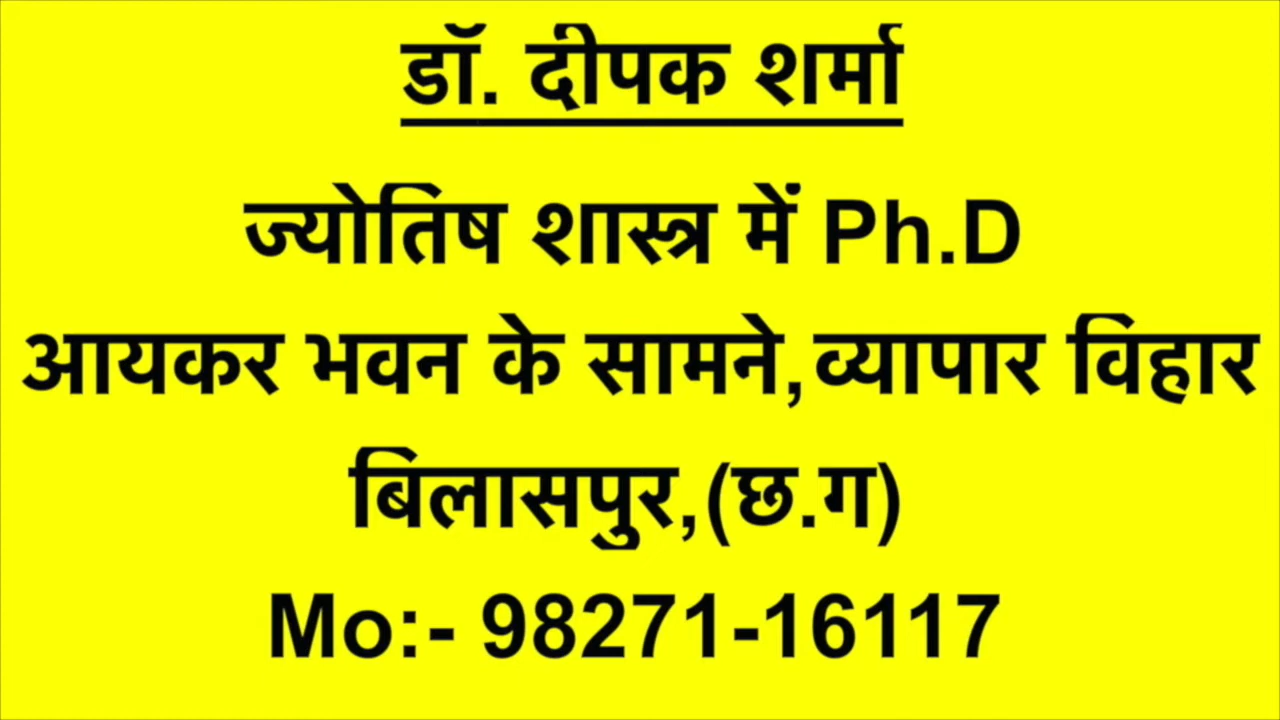 डॉ. दीपक शर्मा
ज्योतिष शास्त्र में Ph.D
आयकर भवन के सामने,व्यापार विहार
बिलासपुर,(छ.ग)
Mo:- 98271-16117